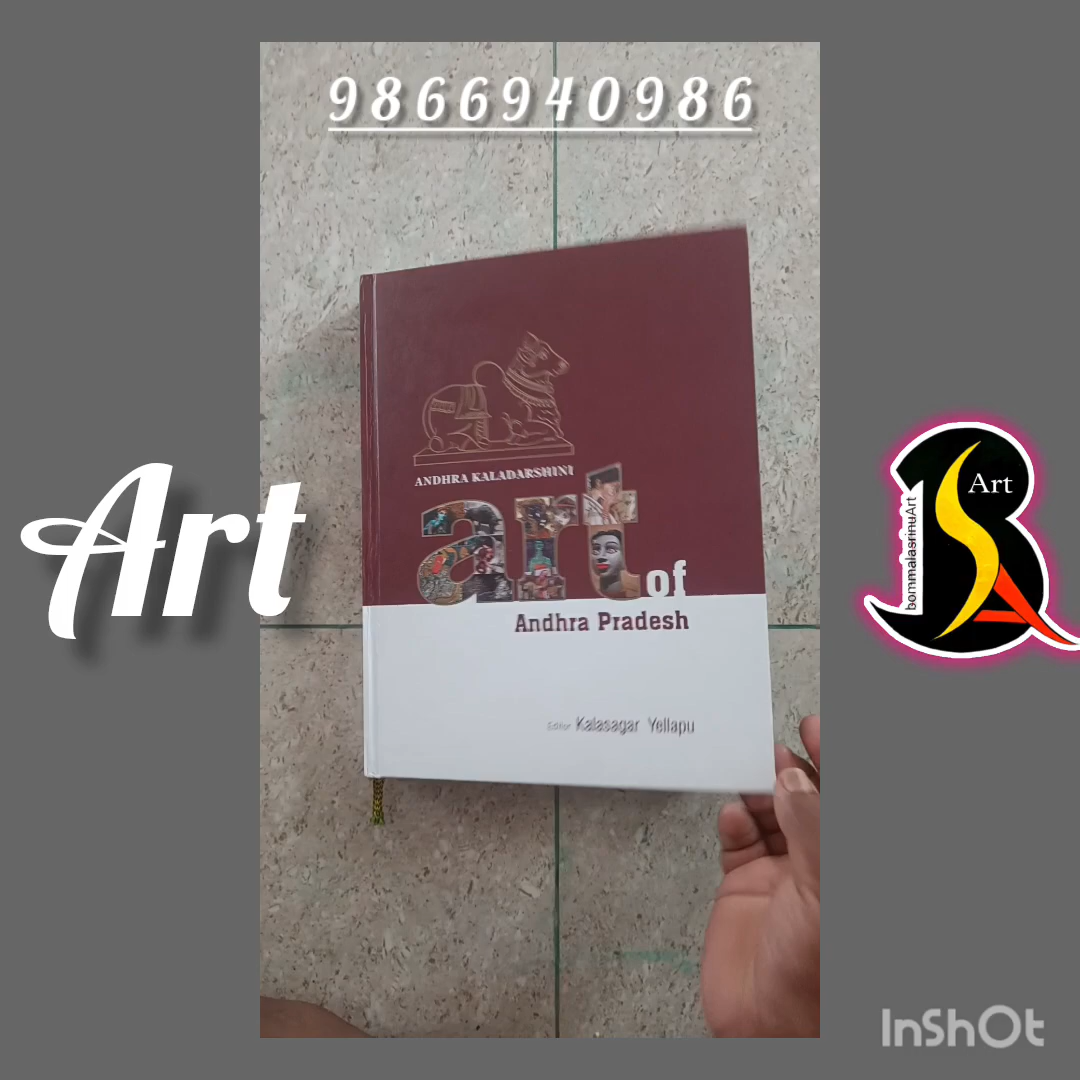 9866940986
ANDHRA KALADARSHINI
art of
Andhra Pradesh
Editor Kalasagar Yellapu
Art
Art
bommalasrinuArt
InShOt